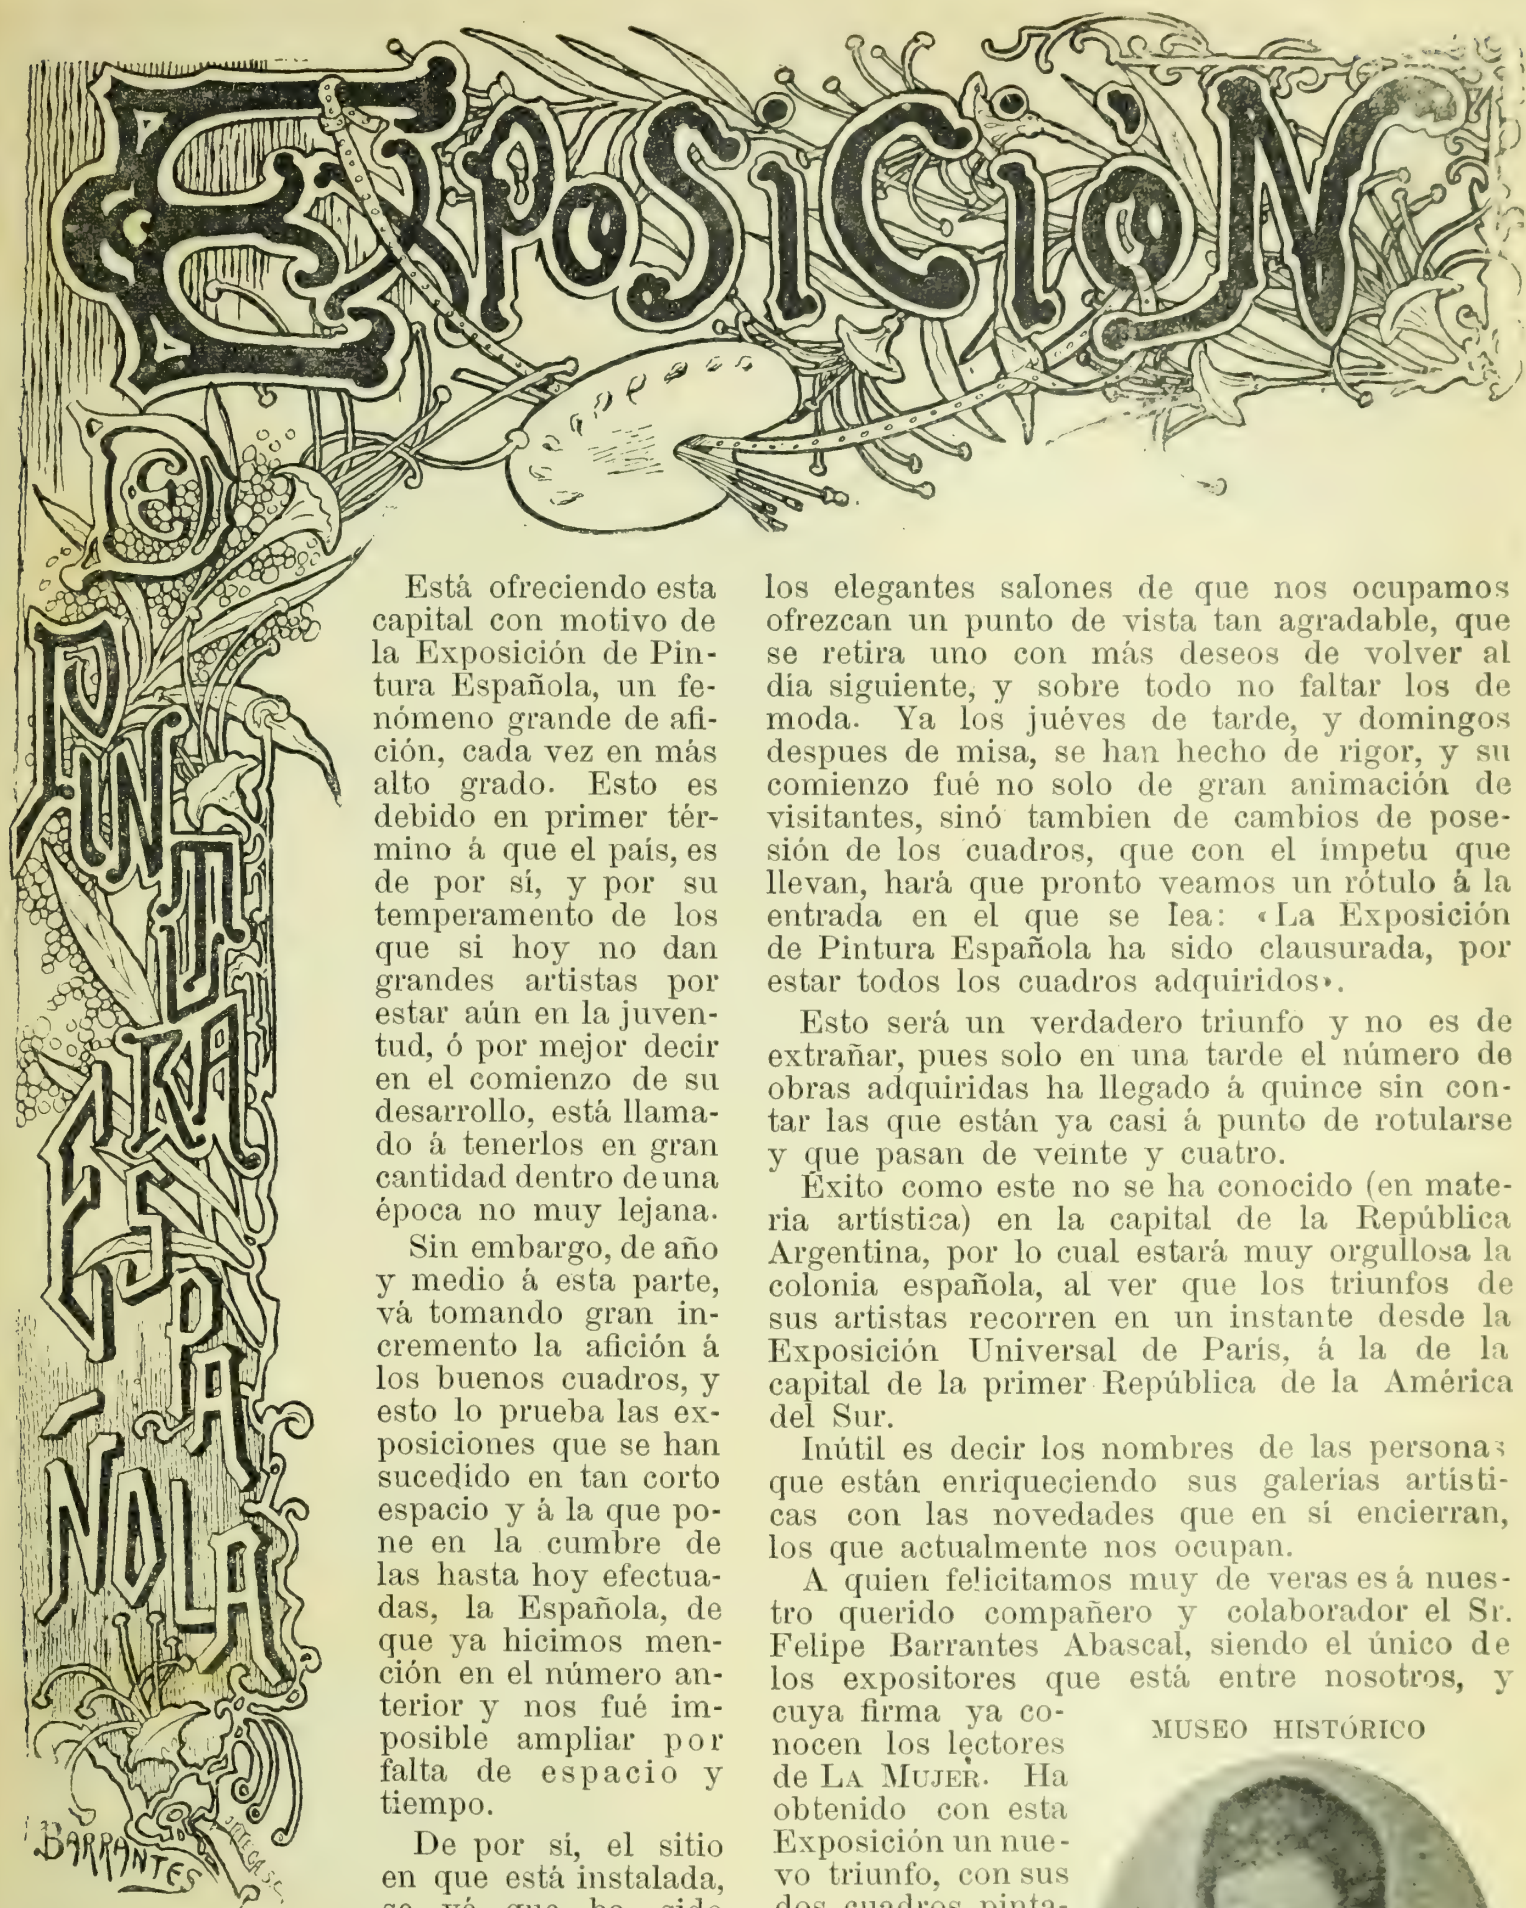 EXPOSICION
DE
PINTURA
ESPAÑOLA
BARRANTES
Está ofreciendo esta
capital con motivo de
la Exposición de Pin-
tura Española, un fe-
nómeno grande de afi-
ción, cada vez en más
alto grado. Esto es
debido en primer tér-
mino á que el país, es
de por sí, y por su
temperamento de los
que si hoy no dan
grandes artistas por
estar aún en la juven-
tud, ó por mejor decir
en el comienzo de su
desarrollo, está llama-
do á tenerlos en gran
cantidad dentro de una
época no muy lejana.
Sin embargo, de año
y medio á esta parte,
vá tomando gran in-
cremento la afición á
los buenos cuadros, y
esto lo prueba las ex-
posiciones que se han
sucedido en tan corto
espacio y á la que po-
ne en la cumbre de
las hasta hoy efectua-
das, la Española, de
que ya hicimos men-
ción en el número an-
terior y nos fué im-
posible ampliar por
falta de espacio y
tiempo.
De por sí, el sitio
en que está instalada,
se vé que ha sido
los elegantes salones de que nos ocupamos
ofrezcan un punto de vista tan agradable, que
se retira uno con más deseos de volver al
día siguiente, y sobre todo no faltar los de
moda. Ya los juéves de tarde, y domingos
despues de misa, se han hecho de rigor, y su
comienzo fué no solo de gran animación de
visitantes, sinó tambien de cambios de pose-
sión de los cuadros, que con el ímpetu que
llevan, hará que pronto veamos un rótulo á la
entrada en el que se lea: «La Exposición
de Pintura Española ha sido clausurada, por
estar todos los cuadros adquiridos».
Esto será un verdadero triunfo y no es de
extrañar, pues solo en una tarde el número de
obras adquiridas ha llegado á quince sin con-
tar las que están ya casi á punto de rotularse
y que pasan de veinte y cuatro.
Éxito como este no se ha conocido (en mate-
ria artística) en la capital de la República
Argentina, por lo cual estará muy orgullosa la
colonia española, al ver que los triunfos de
sus artistas recorren en un instante desde la
Exposición Universal de París, á la de la
capital de la primer República de la América
del Sur.
Inútil es decir los nombres de las personas
que están enriqueciendo sus galerías artísti-
cas con las novedades que en sí encierran,
los que actualmente nos ocupan.
A quien felicitamos muy de veras es á nues-
tro querido compañero y colaborador el Sr.
Felipe Barrantes Abascal, siendo el único de
los expositores que está entre nosotros, y
cuya firma ya co-
nocen los lectores
de LA MUJER. Ha
obtenido con esta
Exposición un nue-
vo triunfo, con sus
dos cuadros pinta-
MUSEO HISTÓRICO